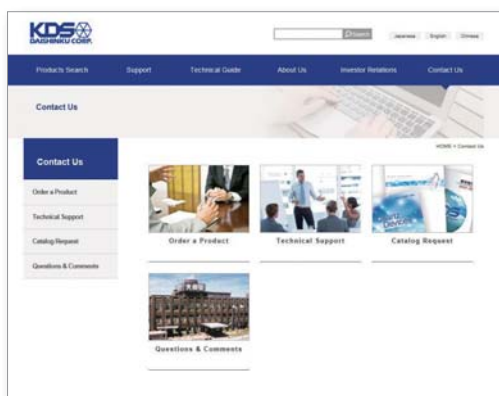 KDS
DAISHINKU CORP.
Search
Japanese English Chinese
Products Search Support Technical Guide About Us Investor Relations Contact Us
Contact Us
HOME > Contact Us
Contact Us
Order a Product
Technical Support
Catalog Request
Questions & Comments
Order a Product Technical Support Catalog Request
Questions & Comments